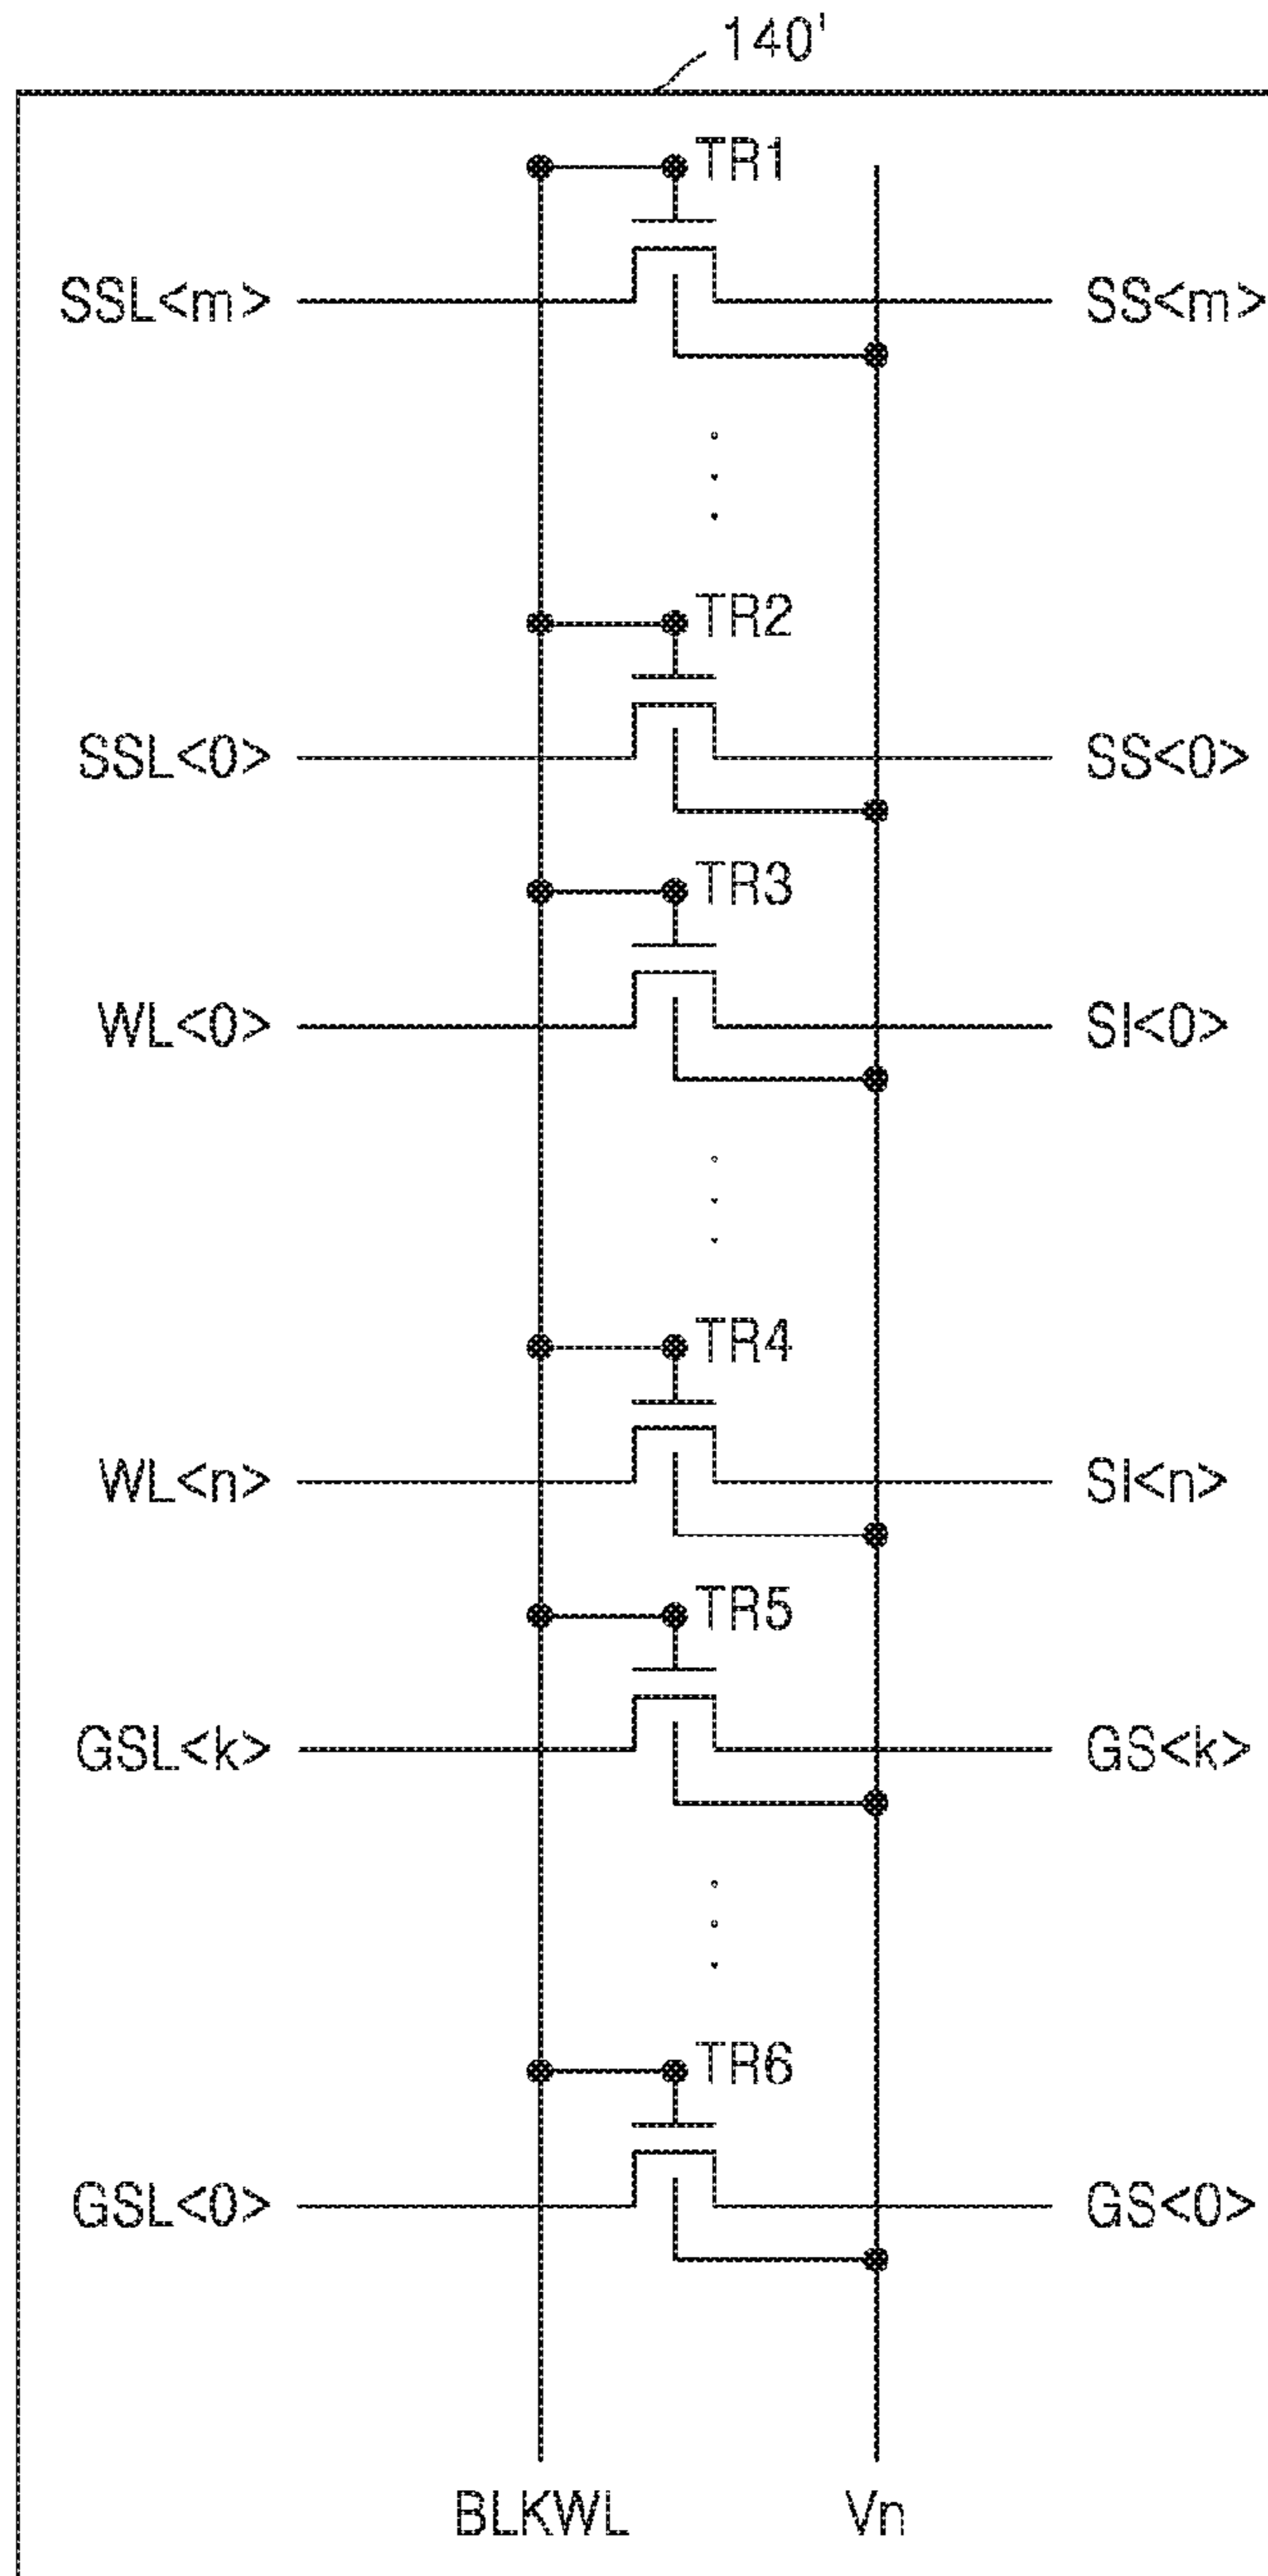 140'
TR1
SSL<m> SS<m>
TR2
SSL<0> SS<0>
TR3
WL<0> SI<0>
TR4
WL<n> SI<n>
TR5
GSL<k> GS<k>
TR6
GSL<0> GS<0>
BLKWL Vn